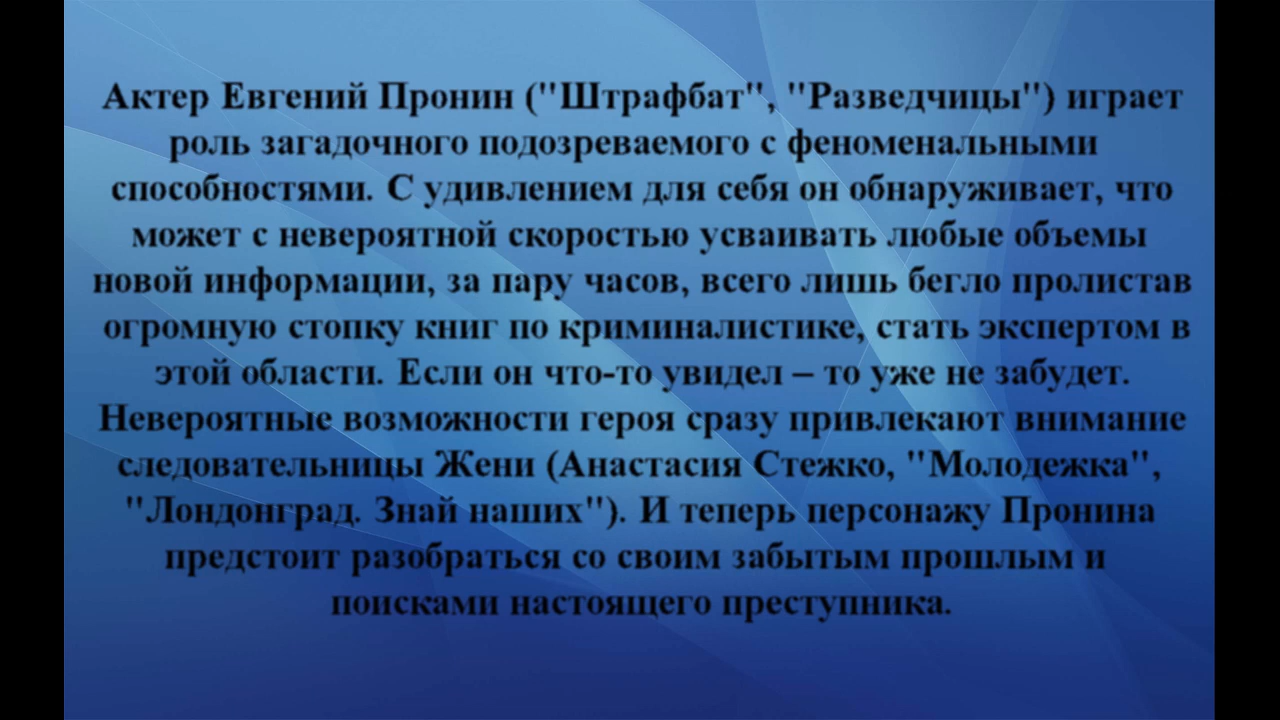 Актер Евгений Пронин ("Штрафбат", "Разведчицы") играет
роль загадочного подозреваемого с феноменальными
способностями. С удивлением для себя он обнаруживает, что
может с невероятной скоростью усваивать любые объемы
новой информации, за пару часов, всего лишь бегло пролистав
огромную стопку книг по криминалистике, стать экспертом в
этой области. Если он что-то увидел – то уже не забудет.
Невероятные возможности героя сразу привлекают внимание
следовательницы Жени (Анастасия Стежко, "Молодежка",
"Лондонград. Знай наших"). И теперь персонажу Пронина
предстоит разобраться со своим забытым прошлым и
поисками настоящего преступника.